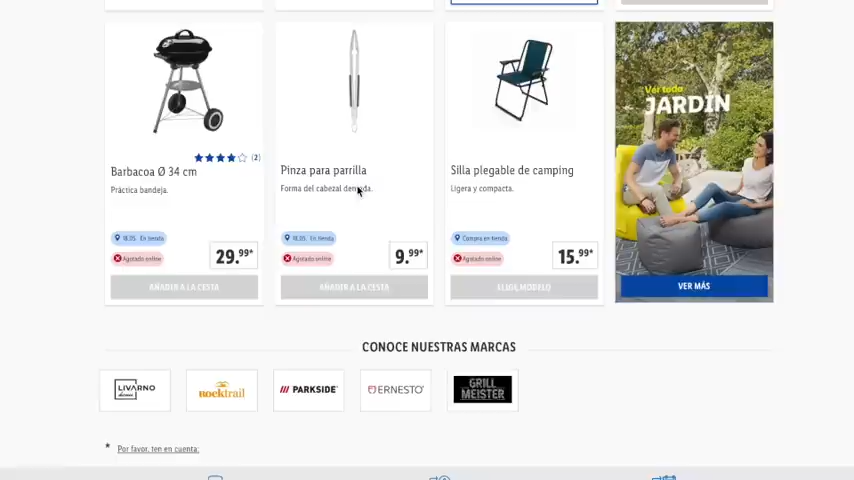 Ver todo
JARDÍN
(2)
Barbacoa Ø 34 cm
Práctica bandeja.
En tienda
Agotado online
29.99*
AÑADIR A LA CESTA
Pinza para parrilla
Forma del cabezal
En tienda
Agotado online
9.99*
AÑADIR A LA CESTA
Silla plegable de camping
Ligera y compacta.
Compra en tienda
Agotado online
15.99*
ELIGE MODELO
VER MÁS
CONOCE NUESTRAS MARCAS
LIVARNO
home
Rocktrail
PARKSIDE®
ERNESTO®
GRILL
MEISTER
* Por favor, ten en cuenta: